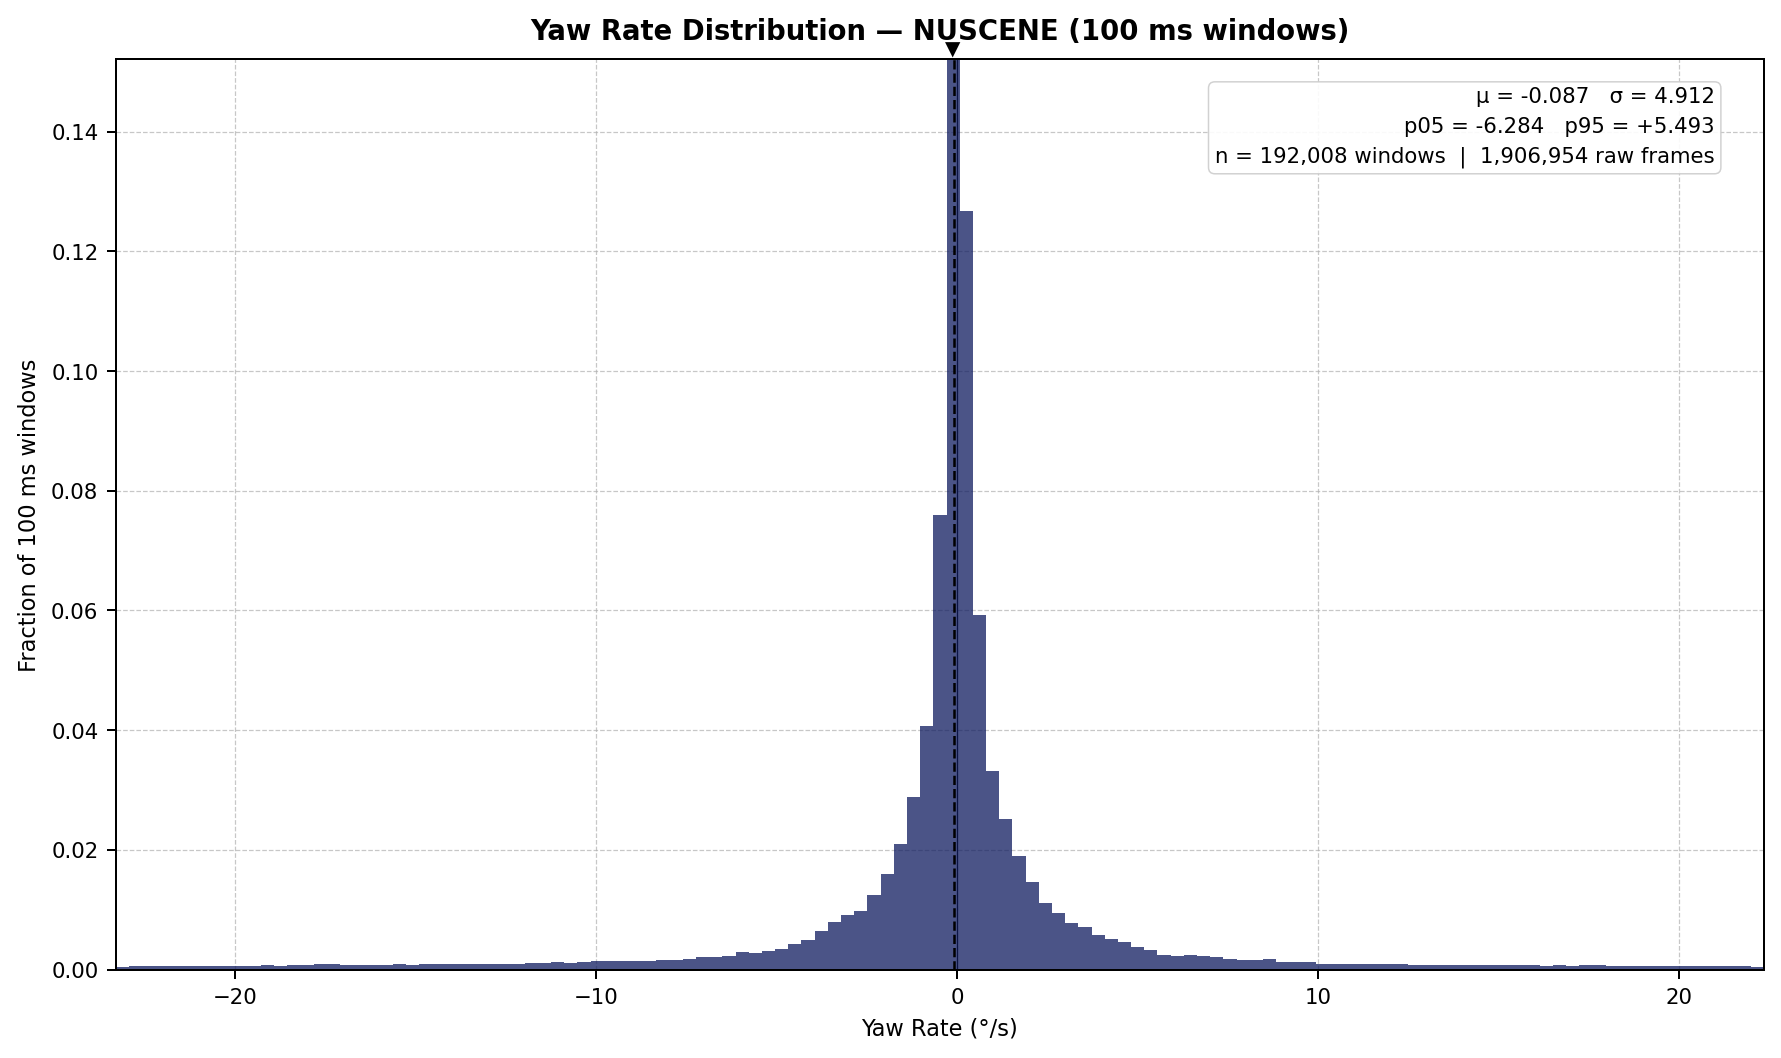 Yaw Rate Distribution — NUSCENE (100 ms windows)
μ = -0.087   σ = 4.912
p05 = -6.284   p95 = +5.493
n = 192,008 windows  |  1,906,954 raw frames
Fraction of 100 ms windows
0.14
0.12
0.10
0.08
0.06
0.04
0.02
0.00
−20
−10
0
10
20
Yaw Rate (°/s)